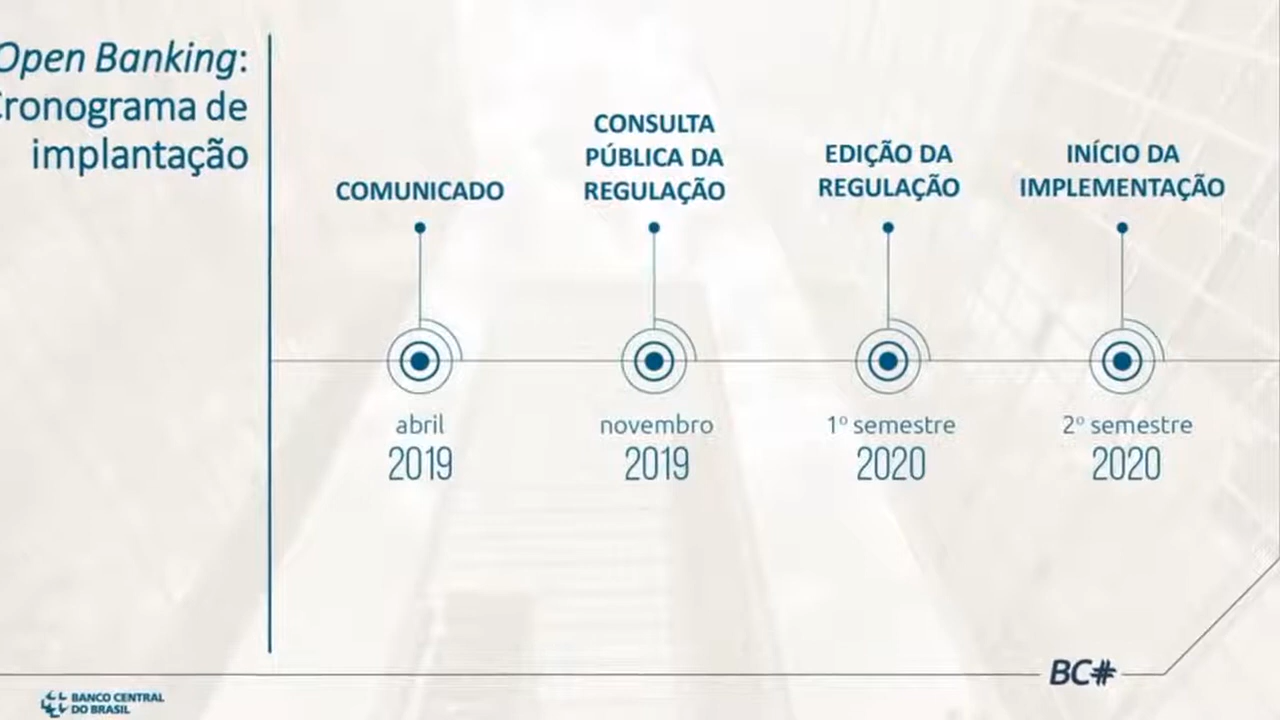 Open Banking:
Cronograma de
implantação
COMUNICADO
CONSULTA
PÚBLICA DA
REGULAÇÃO
EDIÇÃO DA
REGULAÇÃO
INÍCIO DA
IMPLEMENTAÇÃO
abril
2019
novembro
2019
1º semestre
2020
2º semestre
2020
BC#
BANCO CENTRAL
DO BRASIL